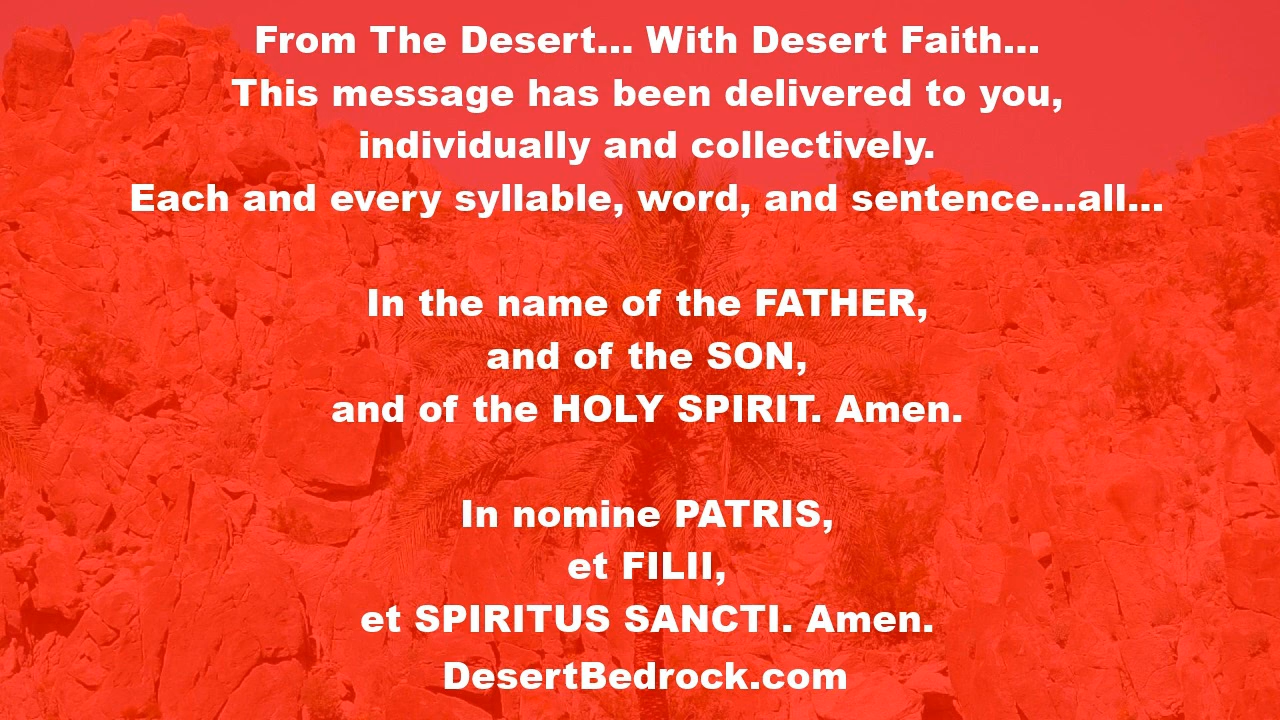 From The Desert... With Desert Faith...
This message has been delivered to you,
individually and collectively.
Each and every syllable, word, and sentence...all...
In the name of the FATHER,
and of the SON,
and of the HOLY SPIRIT. Amen.
In nomine PATRIS,
et FILII,
et SPIRITUS SANCTI. Amen.
DesertBedrock.com